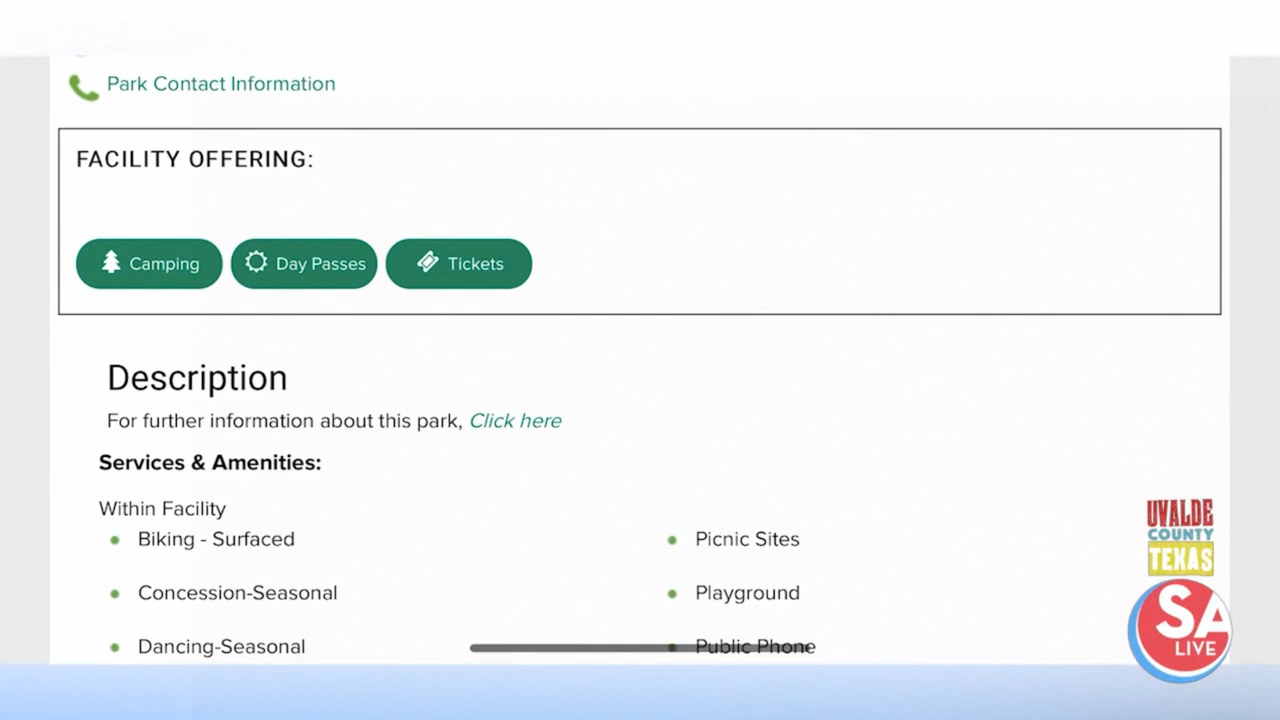 Park Contact Information
FACILITY OFFERING:
Camping
Day Passes
Tickets
Description
For further information about this park, Click here
Services & Amenities:
Within Facility
Biking - Surfaced
Picnic Sites
Concession-Seasonal
Playground
Dancing-Seasonal
Public Phone
UVALDE
COUNTY
TEXAS
SA
LIVE